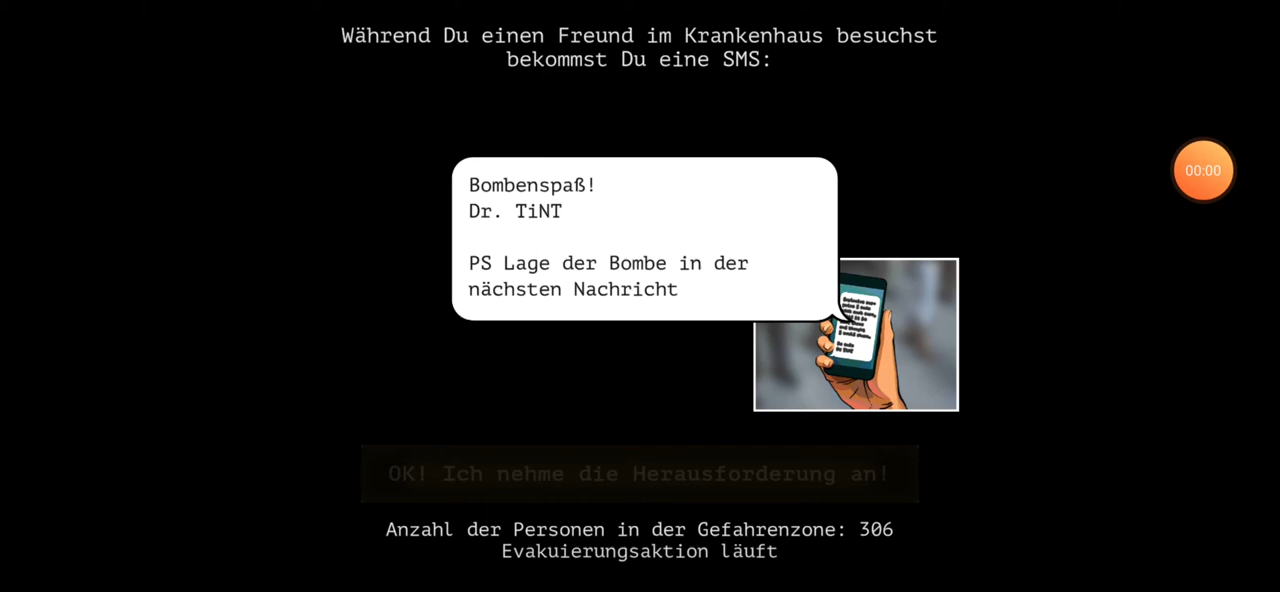 Während Du einen Freund im Krankenhaus besuchst
bekommst Du eine SMS:
00:00
Bombenspaß!
Dr. TiNT
PS Lage der Bombe in der
nächsten Nachricht
OK! Ich nehme die Herausforderung an!
Anzahl der Personen in der Gefahrenzone: 306
Evakuierungsaktion läuft